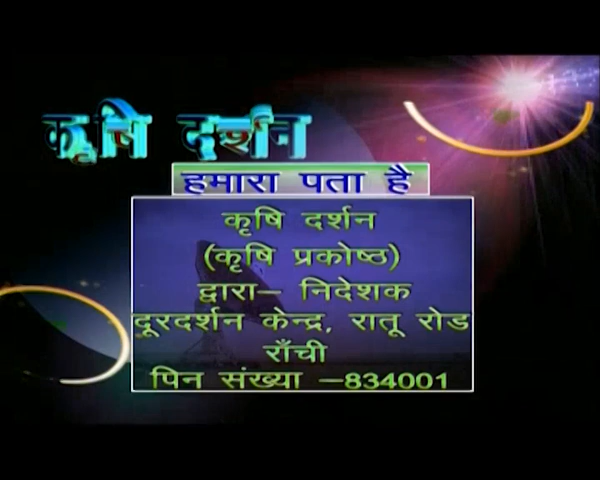 कृषि दर्शन
हमारा पता है
कृषि दर्शन
(कृषि प्रकोष्ठ)
द्वारा– निदेशक
दूरदर्शन केन्द्र, रातू रोड
राँची
पिन संख्या –834001